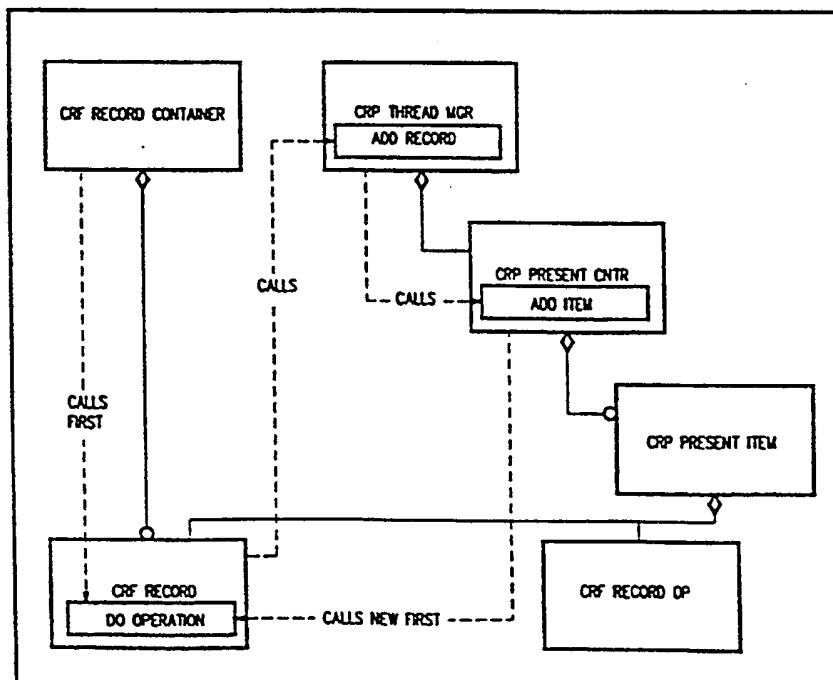 CRF RECORD CONTAINER
CRP THREAD MGR
ADD RECORD
CRP PRESENT CNTR
ADD ITEM
CALLS
CALLS
CALLS
FIRST
CRP PRESENT ITEM
CRF RECORD
DO OPERATION
CALLS NEW FIRST
CRF RECORD OP